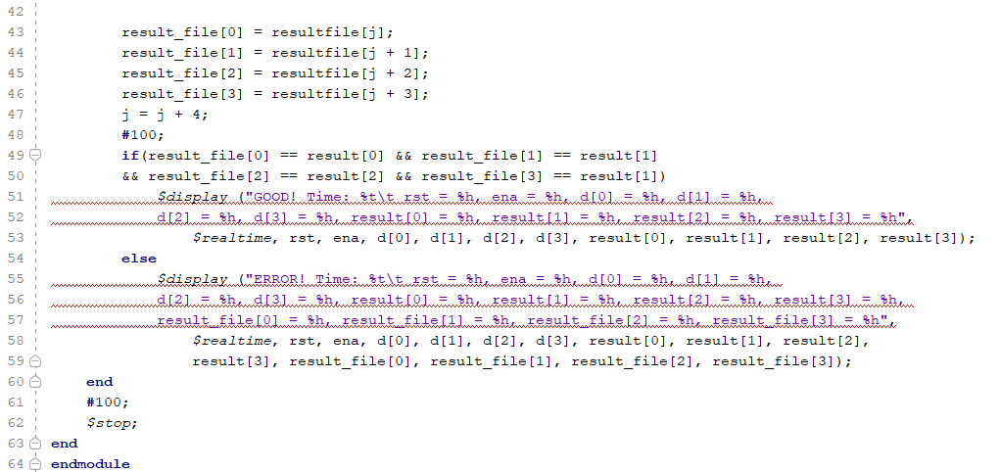 42
43 result_file[0] = resultfile[j];
44 result_file[1] = resultfile[j + 1];
45 result_file[2] = resultfile[j + 2];
46 result_file[3] = resultfile[j + 3];
47 j = j + 4;
48 #100;
49 if(result_file[0] == result[0] && result_file[1] == result[1]
50 && result_file[2] == result[2] && result_file[3] == result[1])
51 $display ("GOOD! Time: %t\t rst = %h, ena = %h, d[0] = %h, d[1] = %h,
52 d[2] = %h, d[3] = %h, result[0] = %h, result[1] = %h, result[2] = %h, result[3] = %h",
53 $realtime, rst, ena, d[0], d[1], d[2], d[3], result[0], result[1], result[2], result[3]);
54 else
55 $display ("ERROR! Time: %t\t rst = %h, ena = %h, d[0] = %h, d[1] = %h,
56 d[2] = %h, d[3] = %h, result[0] = %h, result[1] = %h, result[2] = %h, result[3] = %h,
57 result_file[0] = %h, result_file[1] = %h, result_file[2] = %h, result_file[3] = %h",
58 $realtime, rst, ena, d[0], d[1], d[2], d[3], result[0], result[1], result[2],
59 result[3], result_file[0], result_file[1], result_file[2], result_file[3]);
60 end
61 #100;
62 $stop;
63 end
64 endmodule